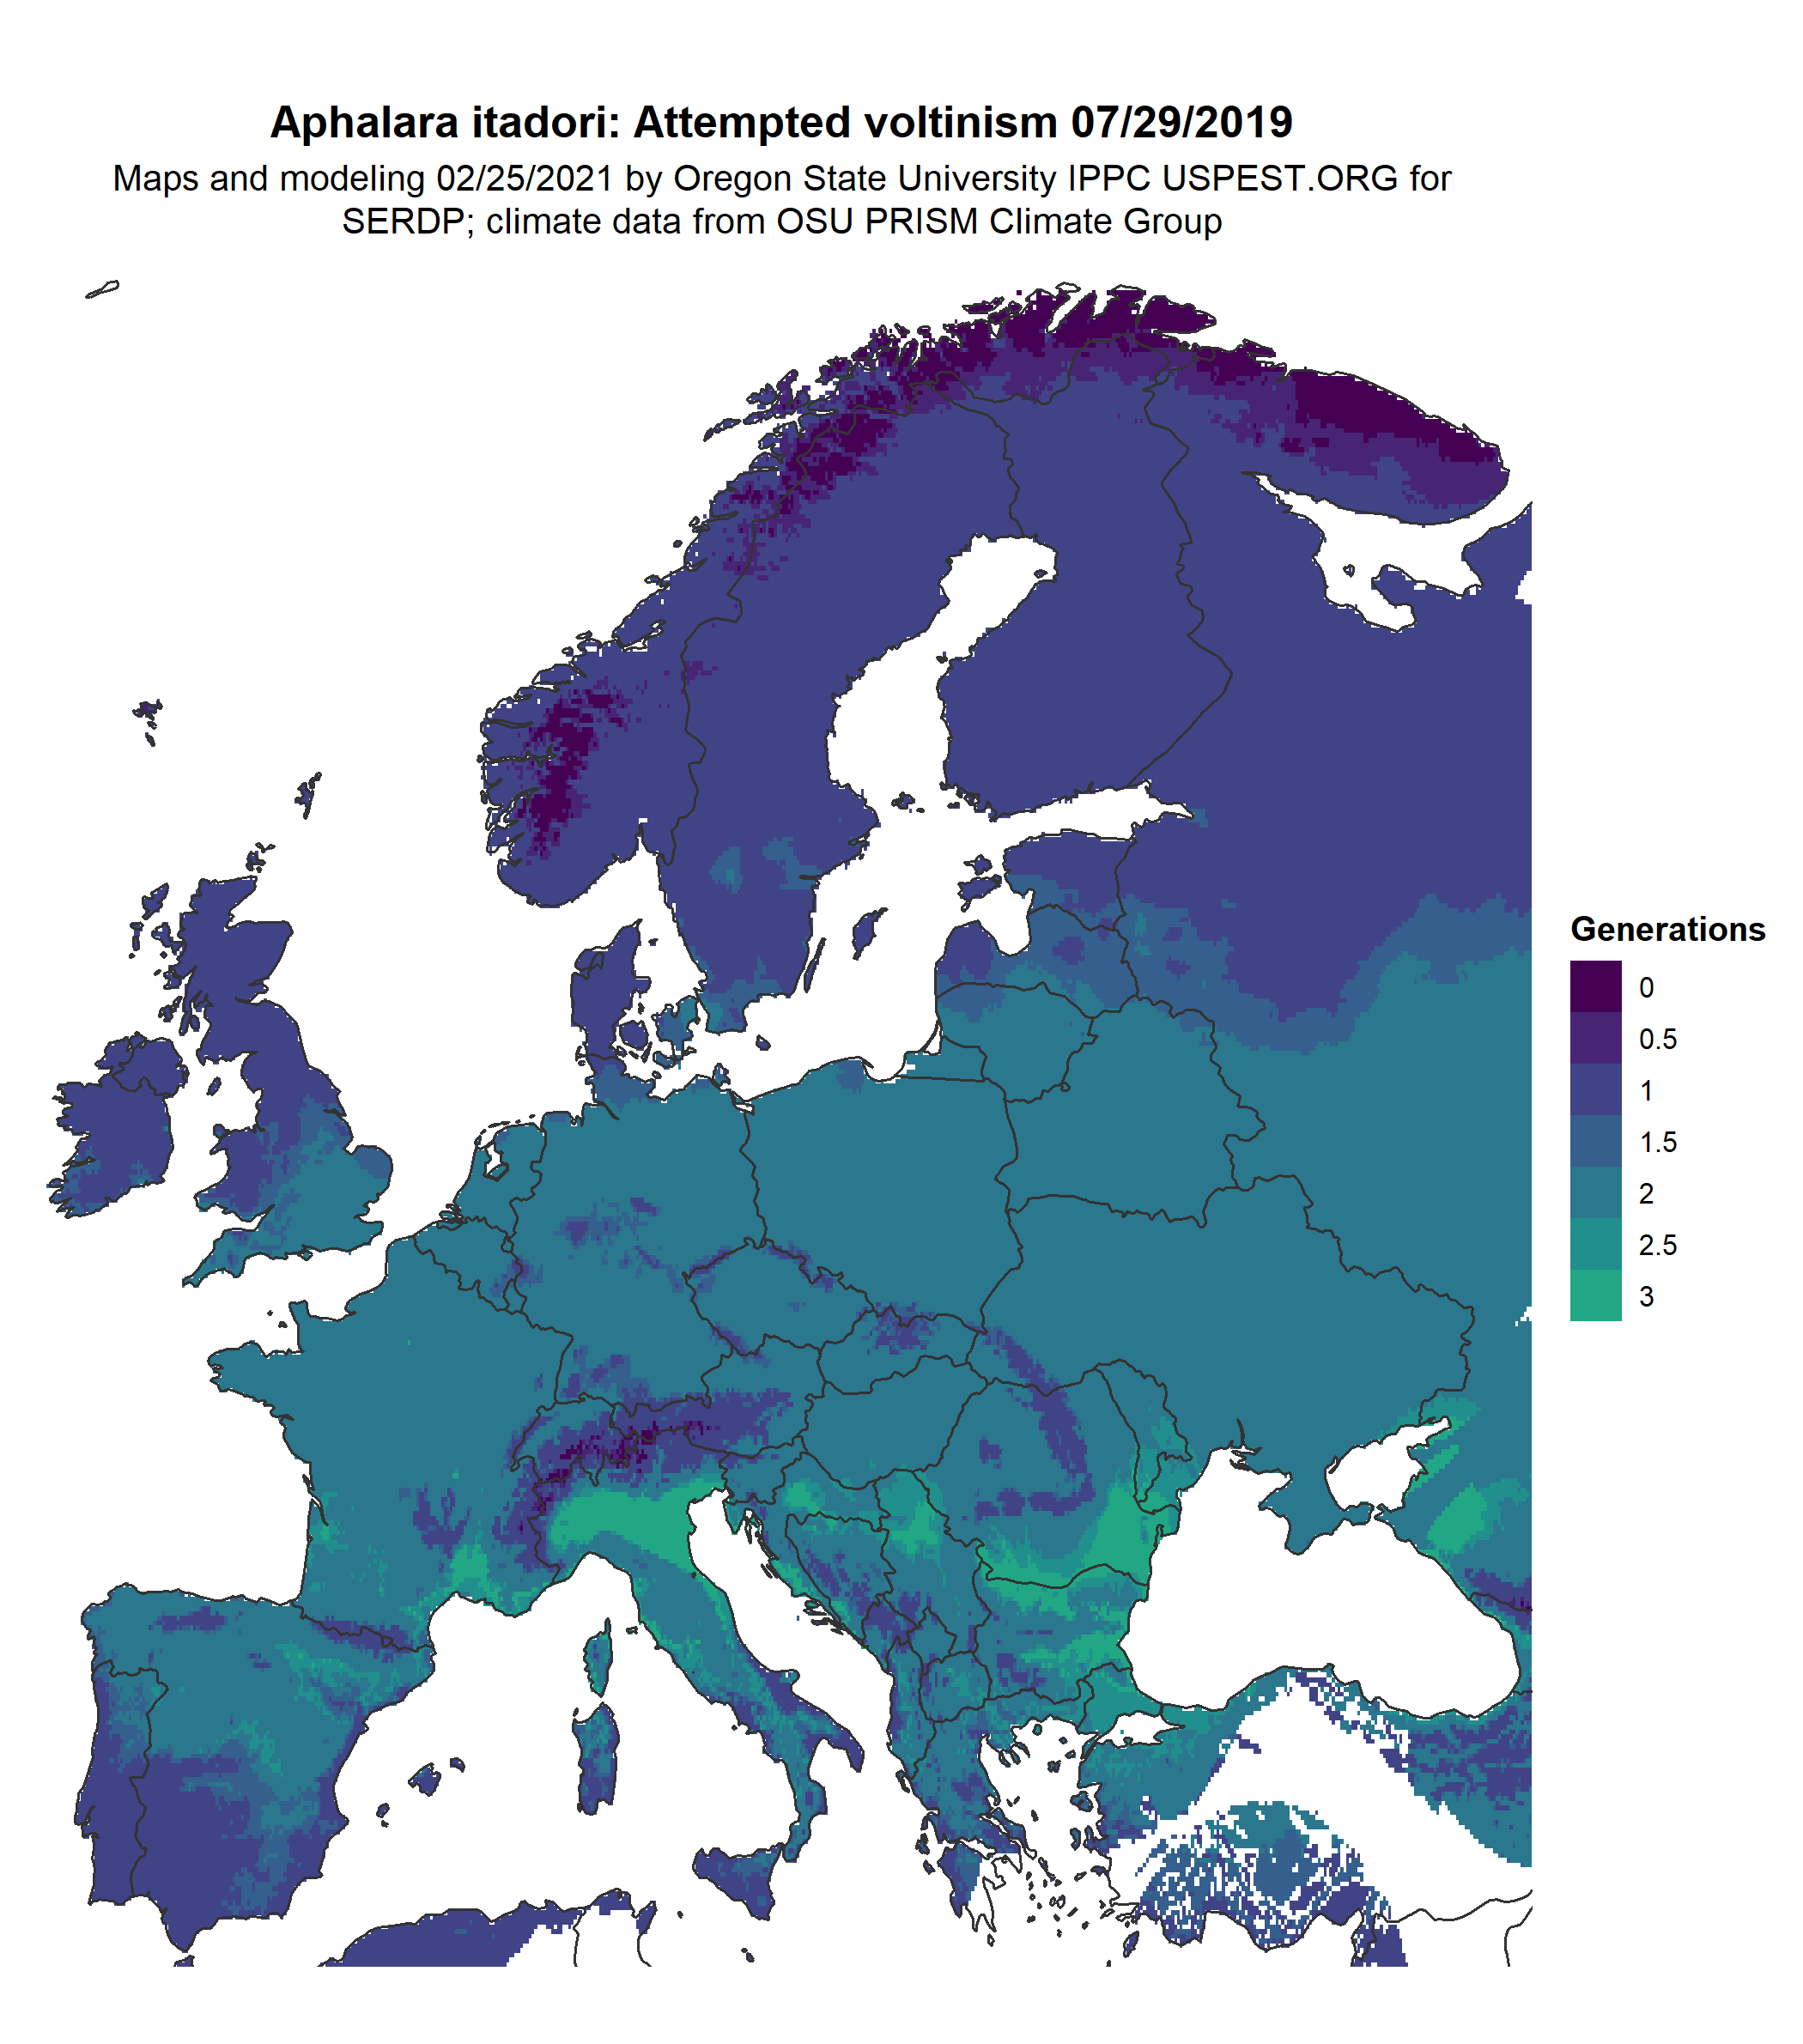 Aphalara itadori: Attempted voltinism 07/29/2019
Maps and modeling 02/25/2021 by Oregon State University IPPC USPEST.ORG for
SERDP; climate data from OSU PRISM Climate Group
Generations
0
0.5
1
1.5
2
2.5
3